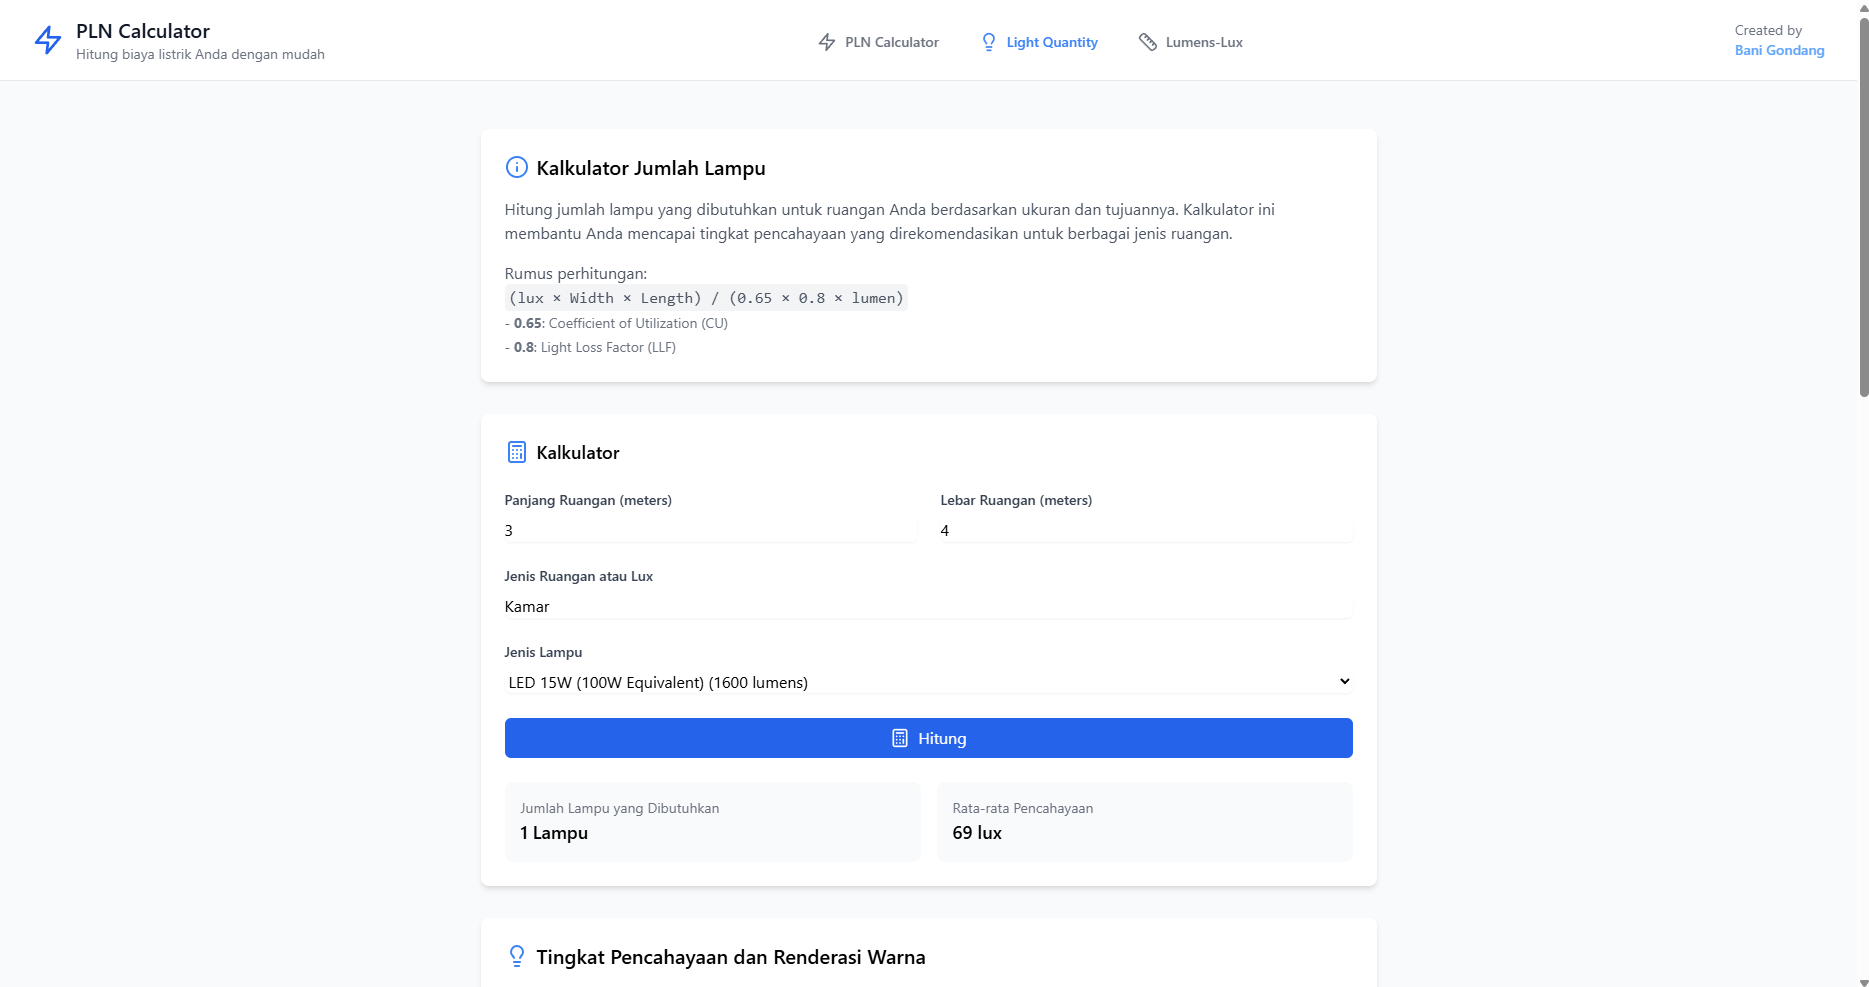 PLN Calculator
Hitung biaya listrik Anda dengan mudah
PLN Calculator
Light Quantity
Lumens-Lux
Created by
Bani Gondang
Kalkulator Jumlah Lampu
Hitung jumlah lampu yang dibutuhkan untuk ruangan Anda berdasarkan ukuran dan tujuannya. Kalkulator ini
membantu Anda mencapai tingkat pencahayaan yang direkomendasikan untuk berbagai jenis ruangan.
Rumus perhitungan:
(lux × Width × Length) / (0.65 × 0.8 × lumen)
- 0.65: Coefficient of Utilization (CU)
- 0.8: Light Loss Factor (LLF)
Kalkulator
Panjang Ruangan (meters)
3
Lebar Ruangan (meters)
4
Jenis Ruangan atau Lux
Kamar
Jenis Lampu
LED 15W (100W Equivalent) (1600 lumens)
Hitung
Jumlah Lampu yang Dibutuhkan
1 Lampu
Rata-rata Pencahayaan
69 lux
Tingkat Pencahayaan dan Renderasi Warna